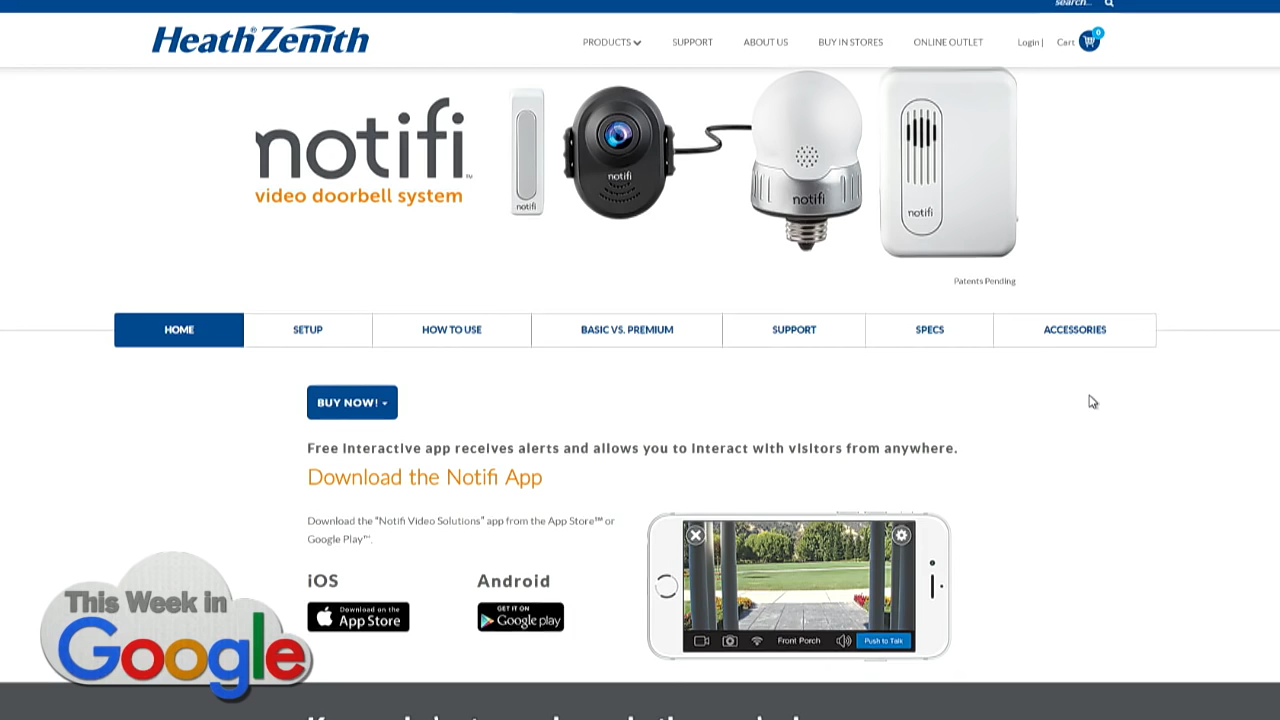 search...
Heath®Zenith
PRODUCTS
SUPPORT
ABOUT US
BUY IN STORES
ONLINE OUTLET
Login |
Cart
0
notifi™
video doorbell system
notifi
notifi
notifi
notifi
Patents Pending
HOME
SETUP
HOW TO USE
BASIC VS. PREMIUM
SUPPORT
SPECS
ACCESSORIES
BUY NOW!
Free interactive app receives alerts and allows you to interact with visitors from anywhere.
Download the Notifi App
Download the "Notifi Video Solutions" app from the App Store™ or
Google Play™.
iOS
Android
Download on the
App Store
GET IT ON
Google play
Front Porch
Push to Talk
This Week in
Google